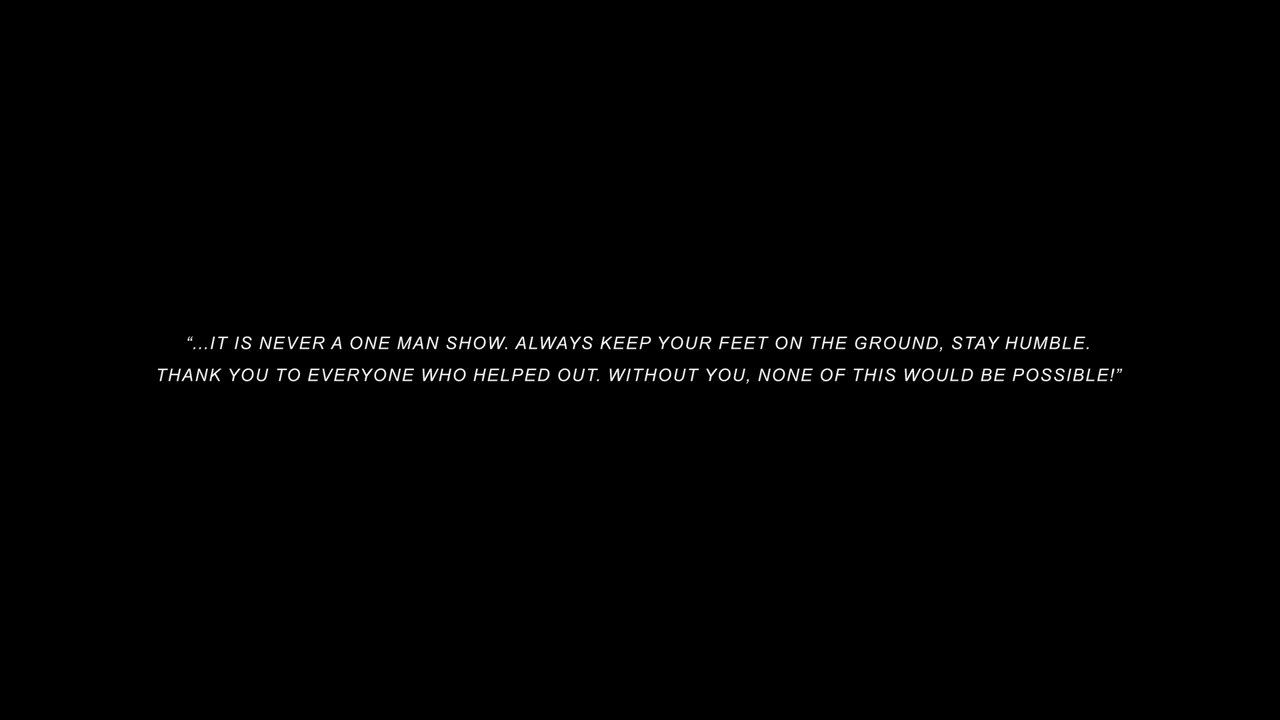 “...IT IS NEVER A ONE MAN SHOW. ALWAYS KEEP YOUR FEET ON THE GROUND, STAY HUMBLE.
THANK YOU TO EVERYONE WHO HELPED OUT. WITHOUT YOU, NONE OF THIS WOULD BE POSSIBLE!”